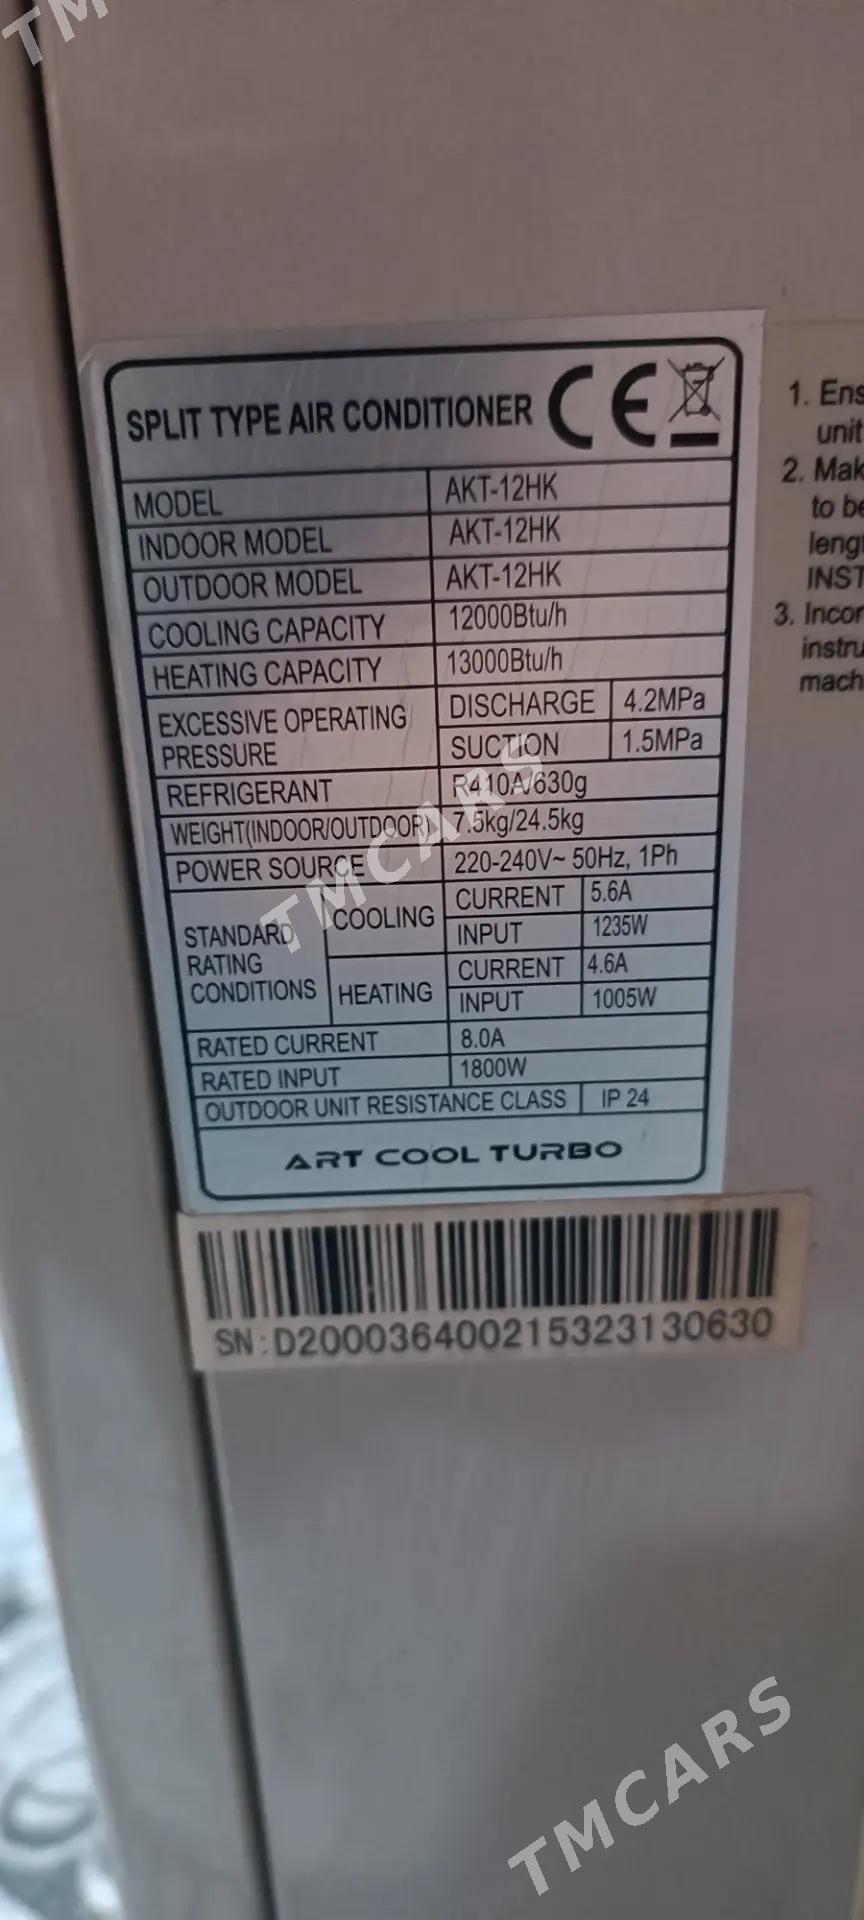 TM
SPLIT TYPE AIR CONDITIONER CE
MODEL AKT-12HK
INDOOR MODEL AKT-12HK
OUTDOOR MODEL AKT-12HK
COOLING CAPACITY 12000Btu/h
HEATING CAPACITY 13000Btu/h
EXCESSIVE OPERATING PRESSURE DISCHARGE 4.2MPa
SUCTION 1.5MPa
REFRIGERANT R410A/630g
WEIGHT(INDOOR/OUTDOOR) 7.5kg/24.5kg
POWER SOURCE 220-240V~ 50Hz, 1Ph
STANDARD RATING CONDITIONS COOLING CURRENT 5.6A
INPUT 1235W
HEATING CURRENT 4.6A
INPUT 1005W
RATED CURRENT 8.0A
RATED INPUT 1800W
OUTDOOR UNIT RESISTANCE CLASS IP 24
ART COOL TURBO
SN:D200036400215323130630
1. Ens
unit
2. Mak
to be
lengt
INST
3. Incor
instru
mach
TMCARS
TMCARS